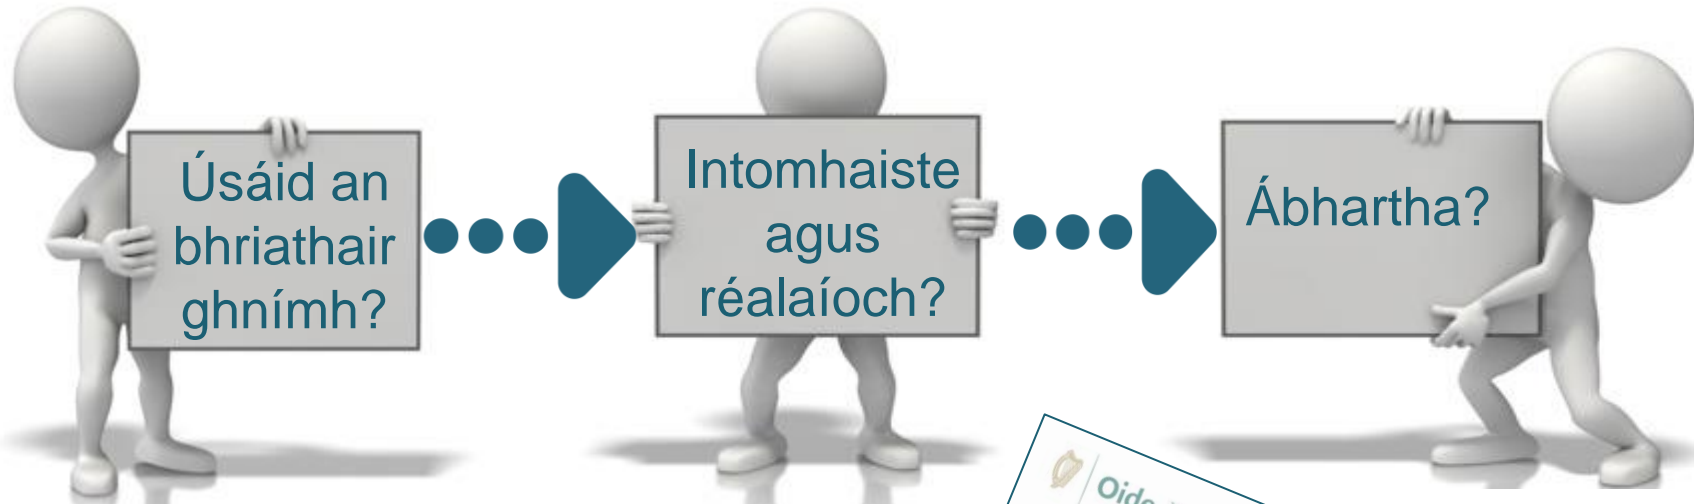 Úsáid an
bhriathair
ghnímh?
Intomhaiste
agus
réalaíoch?
Ábhartha?